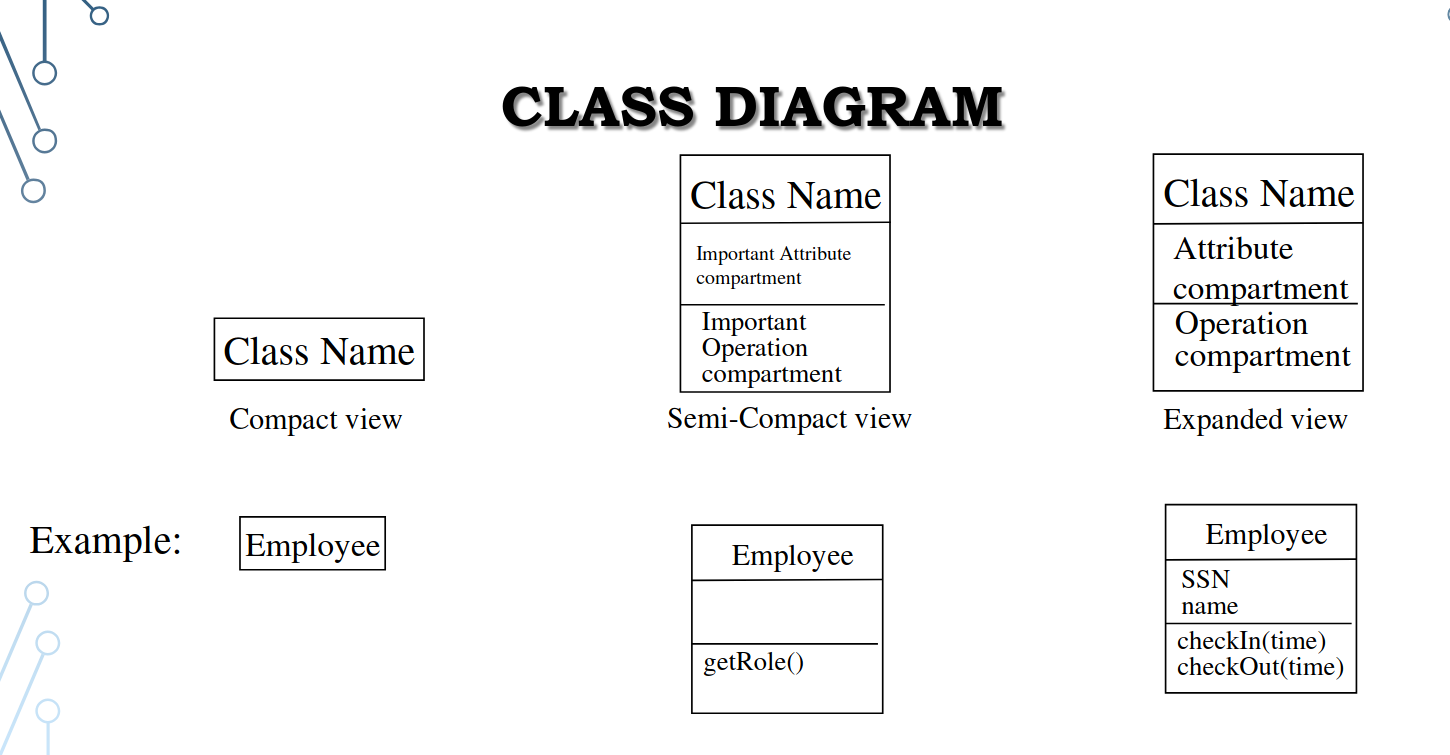 CLASS DIAGRAM
Class Name
Compact view
Class Name
Important Attribute
compartment
Important
Operation
compartment
Semi-Compact view
Class Name
Attribute
compartment
Operation
compartment
Expanded view
Example:
Employee
Employee
getRole()
Employee
SSN
name
checkIn(time)
checkOut(time)